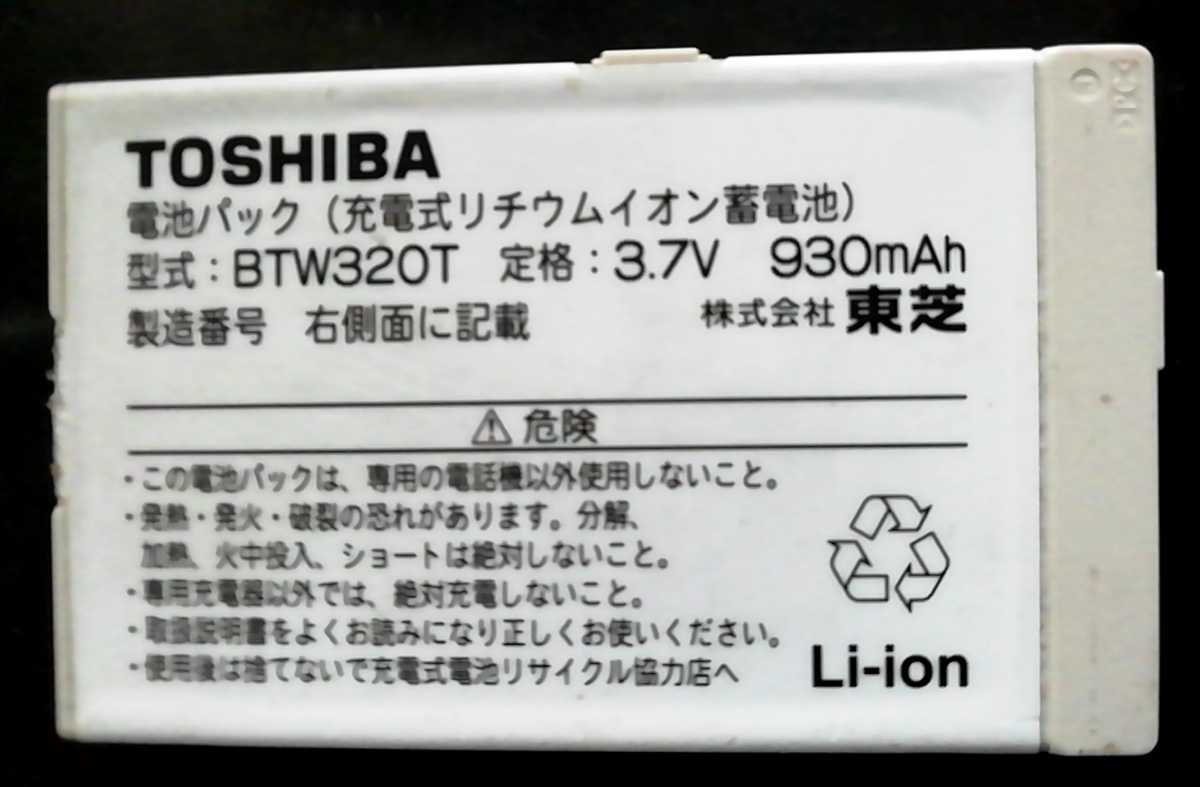 TOSHIBA
電池パック（充電式リチウムイオン蓄電池）
型式：BTW320T 定格：3.7V 930mAh
製造番号 右側面に記載 株式会社 東芝
⚠危険
・この電池パックは、専用の電話機以外使用しないこと。
・発熱・発火・破裂の恐れがあります。分解、
加熱、火中投入、ショートは絶対しないこと。
・専用充電器以外では、絶対充電しないこと。
・取扱説明書をよくお読みになり正しくお使いください。
・使用後は捨てないで充電式電池リサイクル協力店へ
Li-ion
>PC<